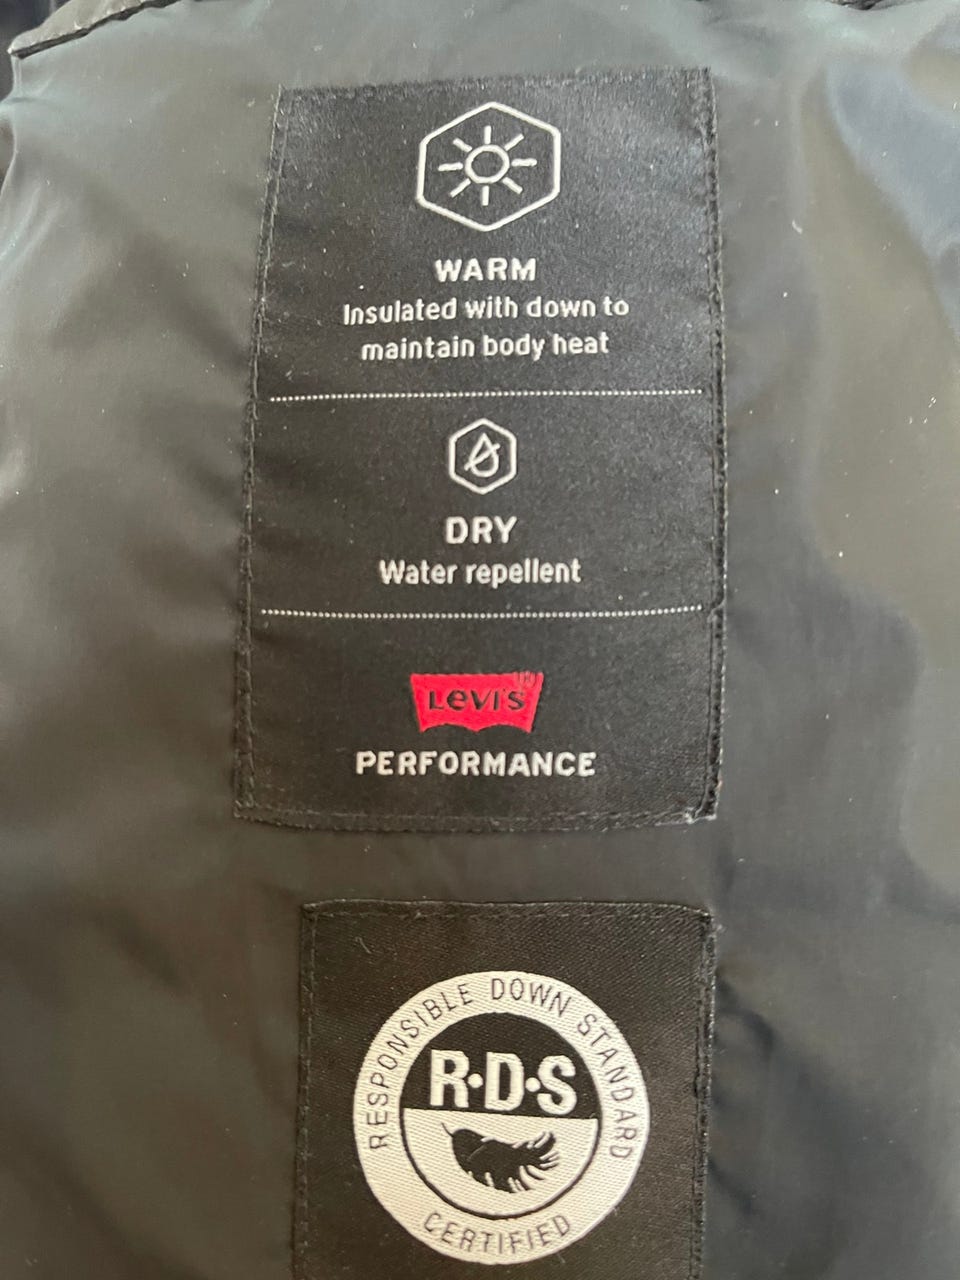 WARM
Insulated with down to
maintain body heat
DRY
Water repellent
Levi's®
PERFORMANCE
RESPONSIBLE DOWN STANDARD
R·D·S
CERTIFIED